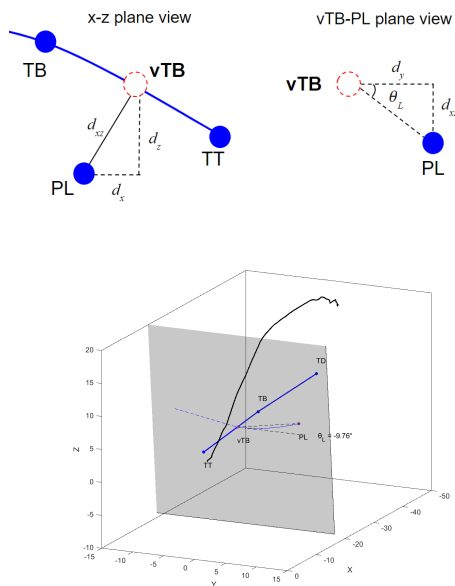 x-z plane view
vTB-PL plane view
TB
vTB
d_xz
d_z
TT
PL
d_x
vTB
d_y
θ_L
d_xz
PL
20
15
10
5
0
-5
-10
Z
TD
TB
PL
θ_L = -9.76°
vTB
TT
-15
-10
-5
0
5
10
15
Y
0
-10
-20
-30
-40
-50
X